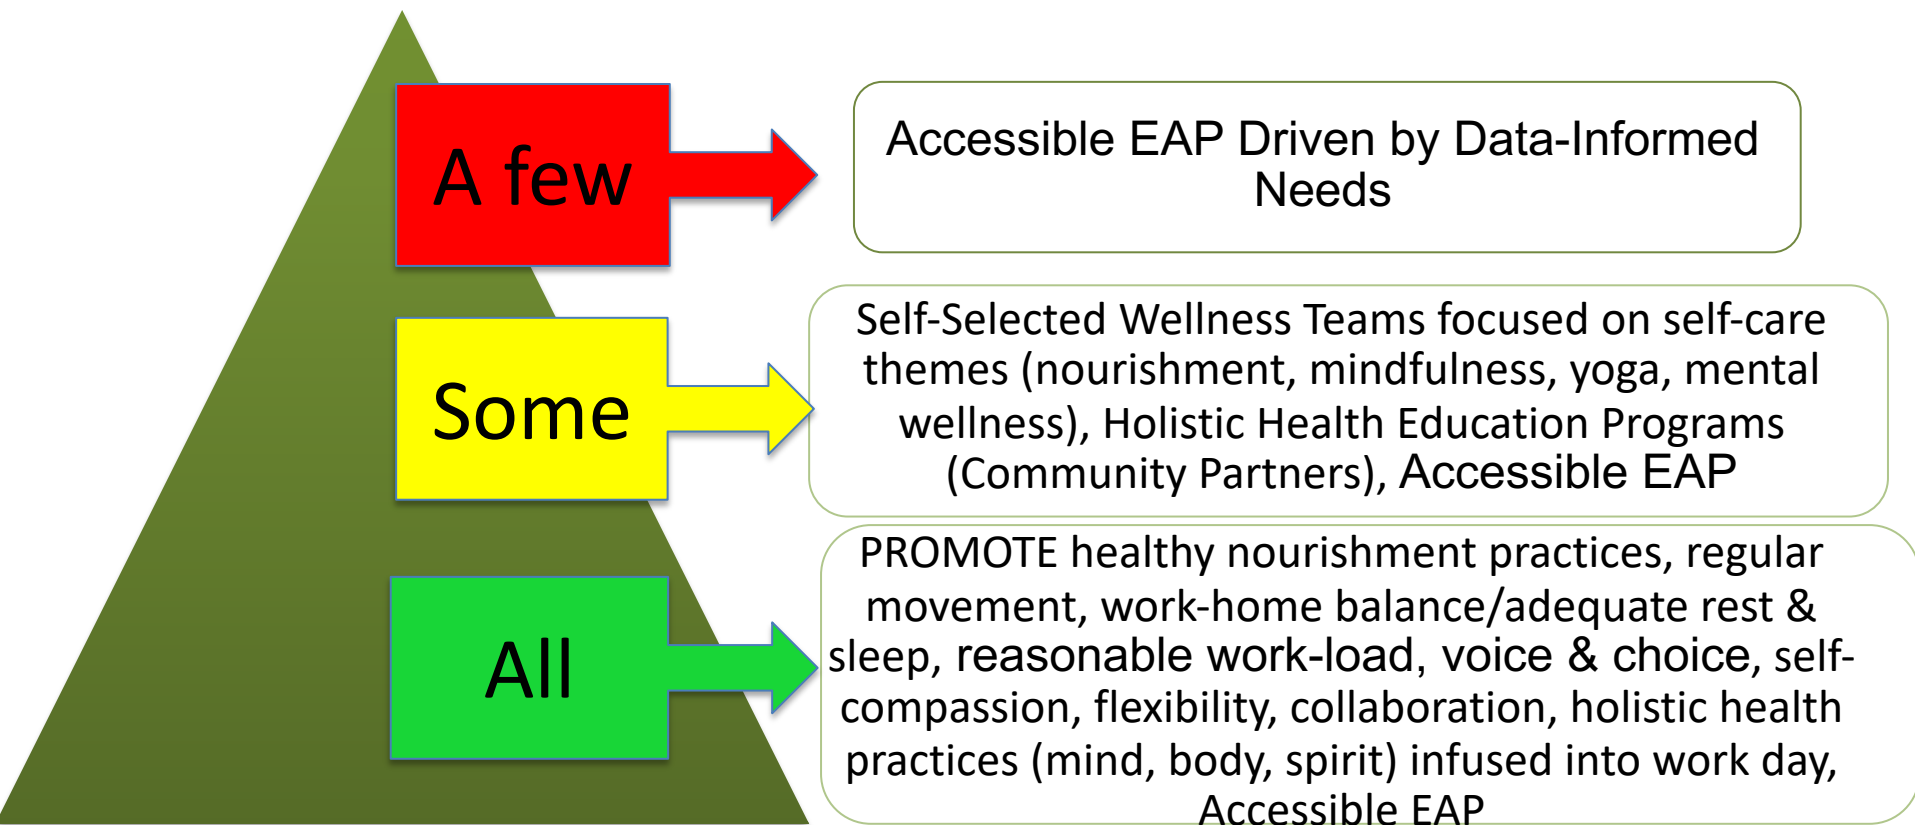 A few
Accessible EAP Driven by Data-Informed
Needs
Some
Self-Selected Wellness Teams focused on self-care
themes (nourishment, mindfulness, yoga, mental
wellness), Holistic Health Education Programs
(Community Partners), Accessible EAP
All
PROMOTE healthy nourishment practices, regular
movement, work-home balance/adequate rest &
sleep, reasonable work-load, voice & choice, self-
compassion, flexibility, collaboration, holistic health
practices (mind, body, spirit) infused into work day,
Accessible EAP